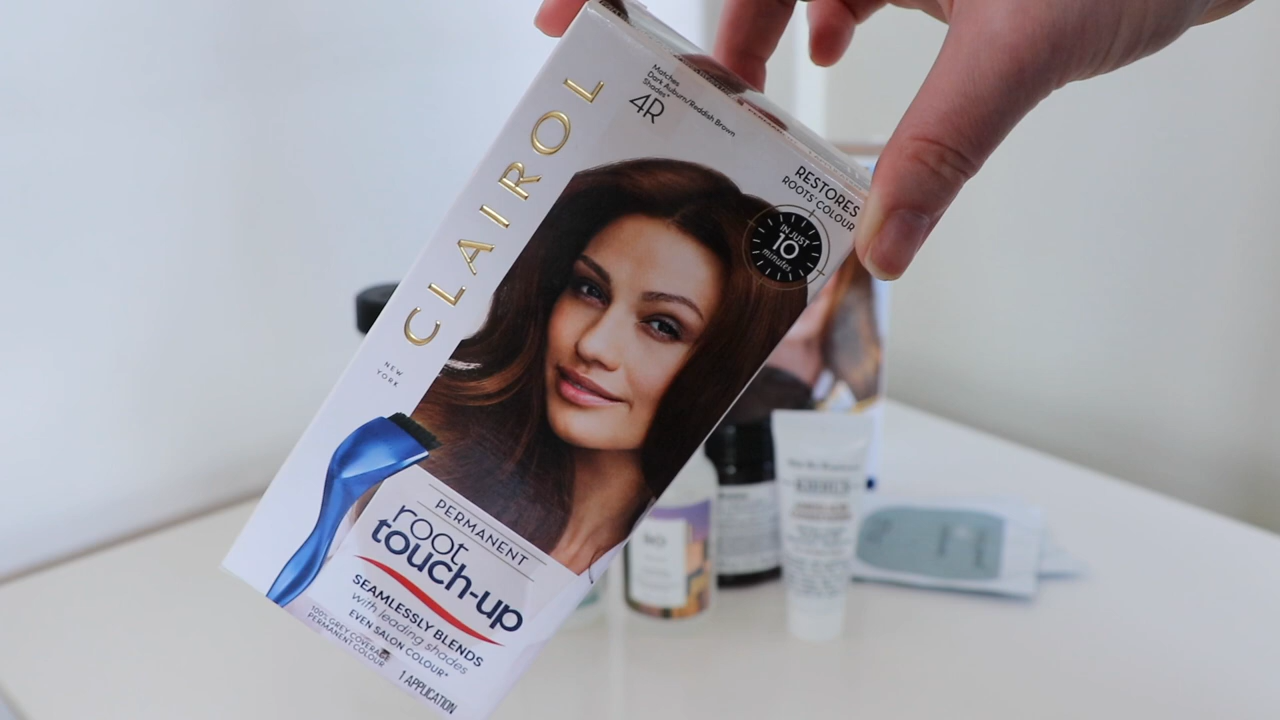 CLAIROL
NEW
YORK
Matches
Dark Auburn/Reddish Brown
Shades*
4R
RESTORES
ROOTS' COLOUR
IN JUST
10
minutes
PERMANENT
root
touch-up
SEAMLESSLY BLENDS
with leading shades
EVEN SALON COLOUR*
100% GREY COVERAGE
PERMANENT COLOUR
1 APPLICATION